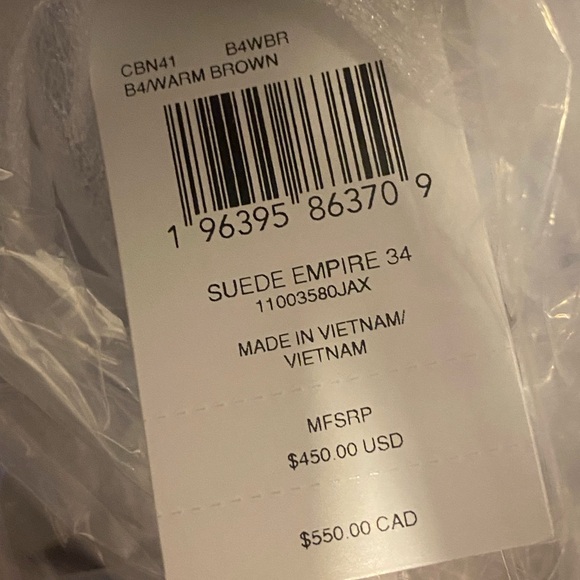 CBN41 B4WBR
B4/WARM BROWN
1 96395 86370 9
SUEDE EMPIRE 34
11003580JAX
MADE IN VIETNAM/
VIETNAM
MFSRP
$450.00 USD
$550.00 CAD